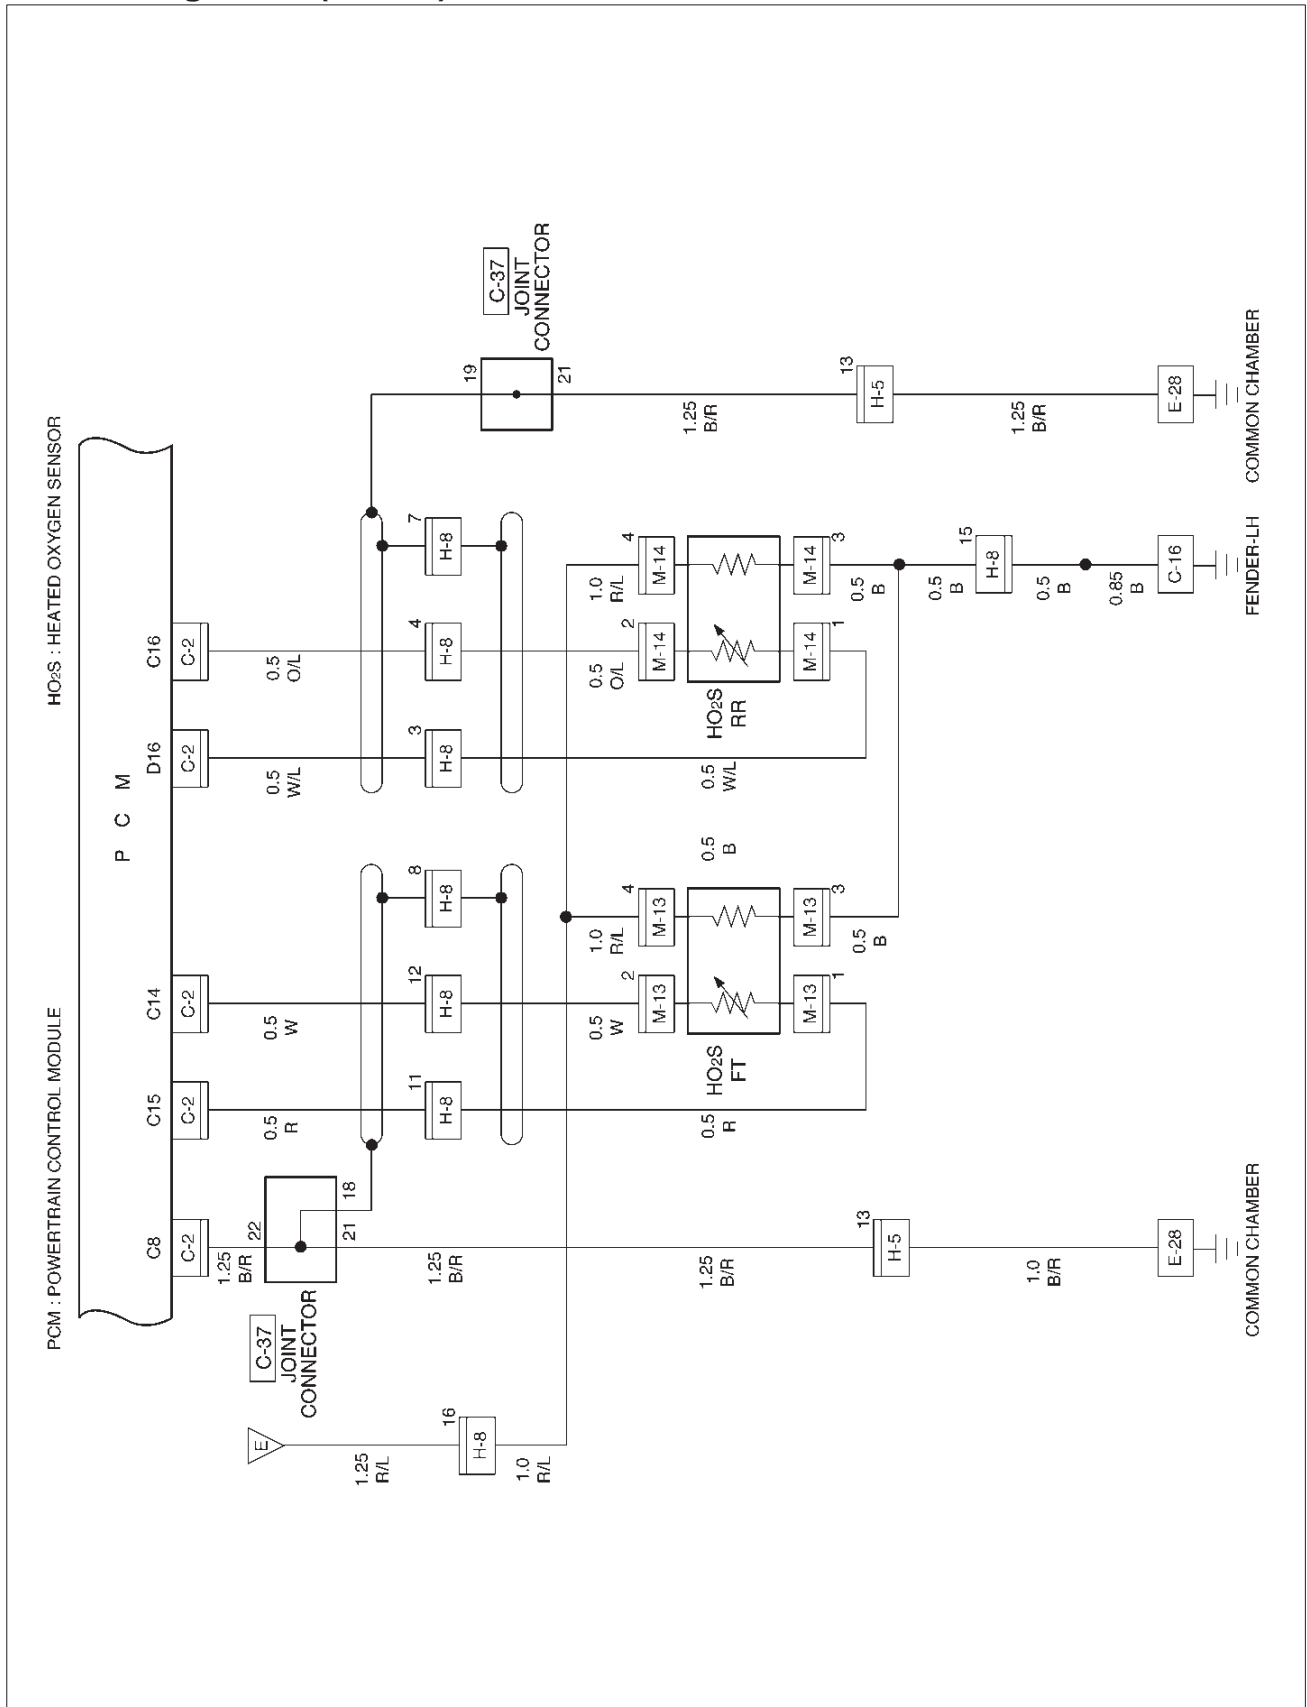 PCM : POWERTRAIN CONTROL MODULE
HO2S : HEATED OXYGEN SENSOR
P C M
C8
C15
C14
D16
C16
C-2
C-2
C-2
C-2
C-2
1.25
B/R
0.5
R
0.5
W
0.5
W/L
0.5
O/L
E
C-37
JOINT
CONNECTOR
22
18
21
1.25
R/L
1.25
B/R
16
H-8
11
H-8
12
H-8
8
H-8
3
H-8
4
H-8
7
H-8
19
21
C-37
JOINT
CONNECTOR
1.0
R/L
0.5
W
1.0
R/L
0.5
O/L
1.0
R/L
2
M-13
4
M-13
2
M-14
4
M-14
1.25
B/R
0.5
R
HO2S
FT
0.5
B
0.5
W/L
HO2S
RR
1.25
B/R
M-13
1
M-13
3
M-14
1
M-14
3
13
H-5
0.5
B
0.5
B
13
H-5
0.5
B
15
H-8
1.0
B/R
0.5
B
1.25
B/R
0.85
B
E-28
C-16
E-28
COMMON CHAMBER
FENDER-LH
COMMON CHAMBER